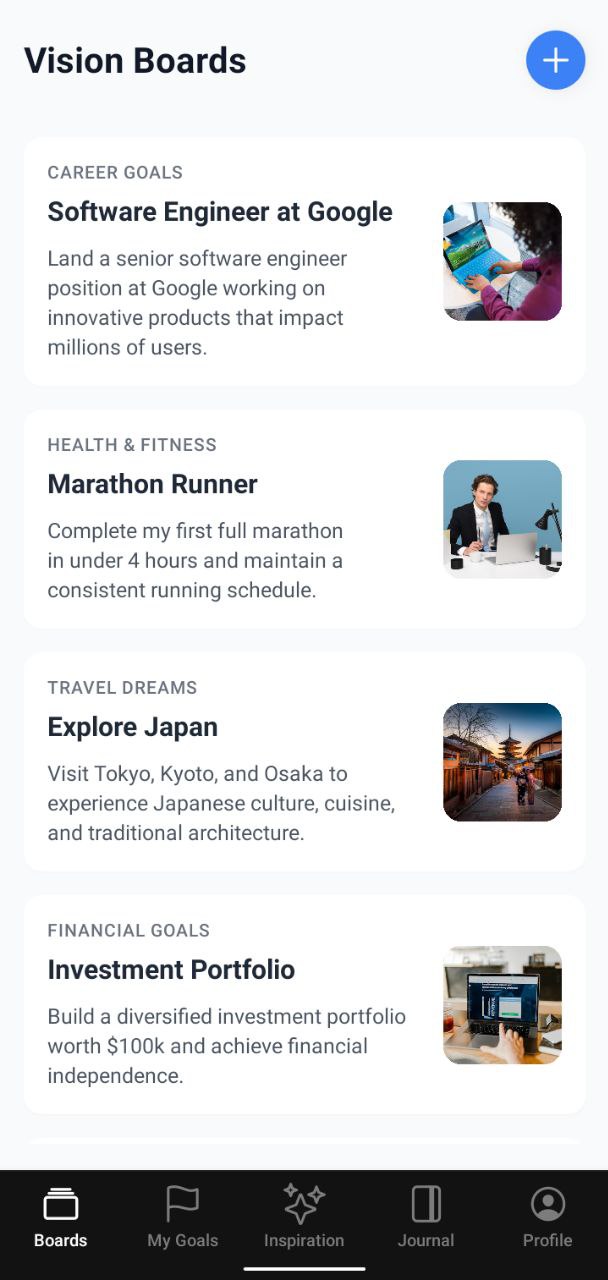 Vision Boards
CAREER GOALS
Software Engineer at Google
Land a senior software engineer
position at Google working on
innovative products that impact
millions of users.
HEALTH & FITNESS
Marathon Runner
Complete my first full marathon
in under 4 hours and maintain a
consistent running schedule.
TRAVEL DREAMS
Explore Japan
Visit Tokyo, Kyoto, and Osaka to
experience Japanese culture, cuisine,
and traditional architecture.
FINANCIAL GOALS
Investment Portfolio
Build a diversified investment portfolio
worth $100k and achieve financial
independence.
Boards
My Goals
Inspiration
Journal
Profile